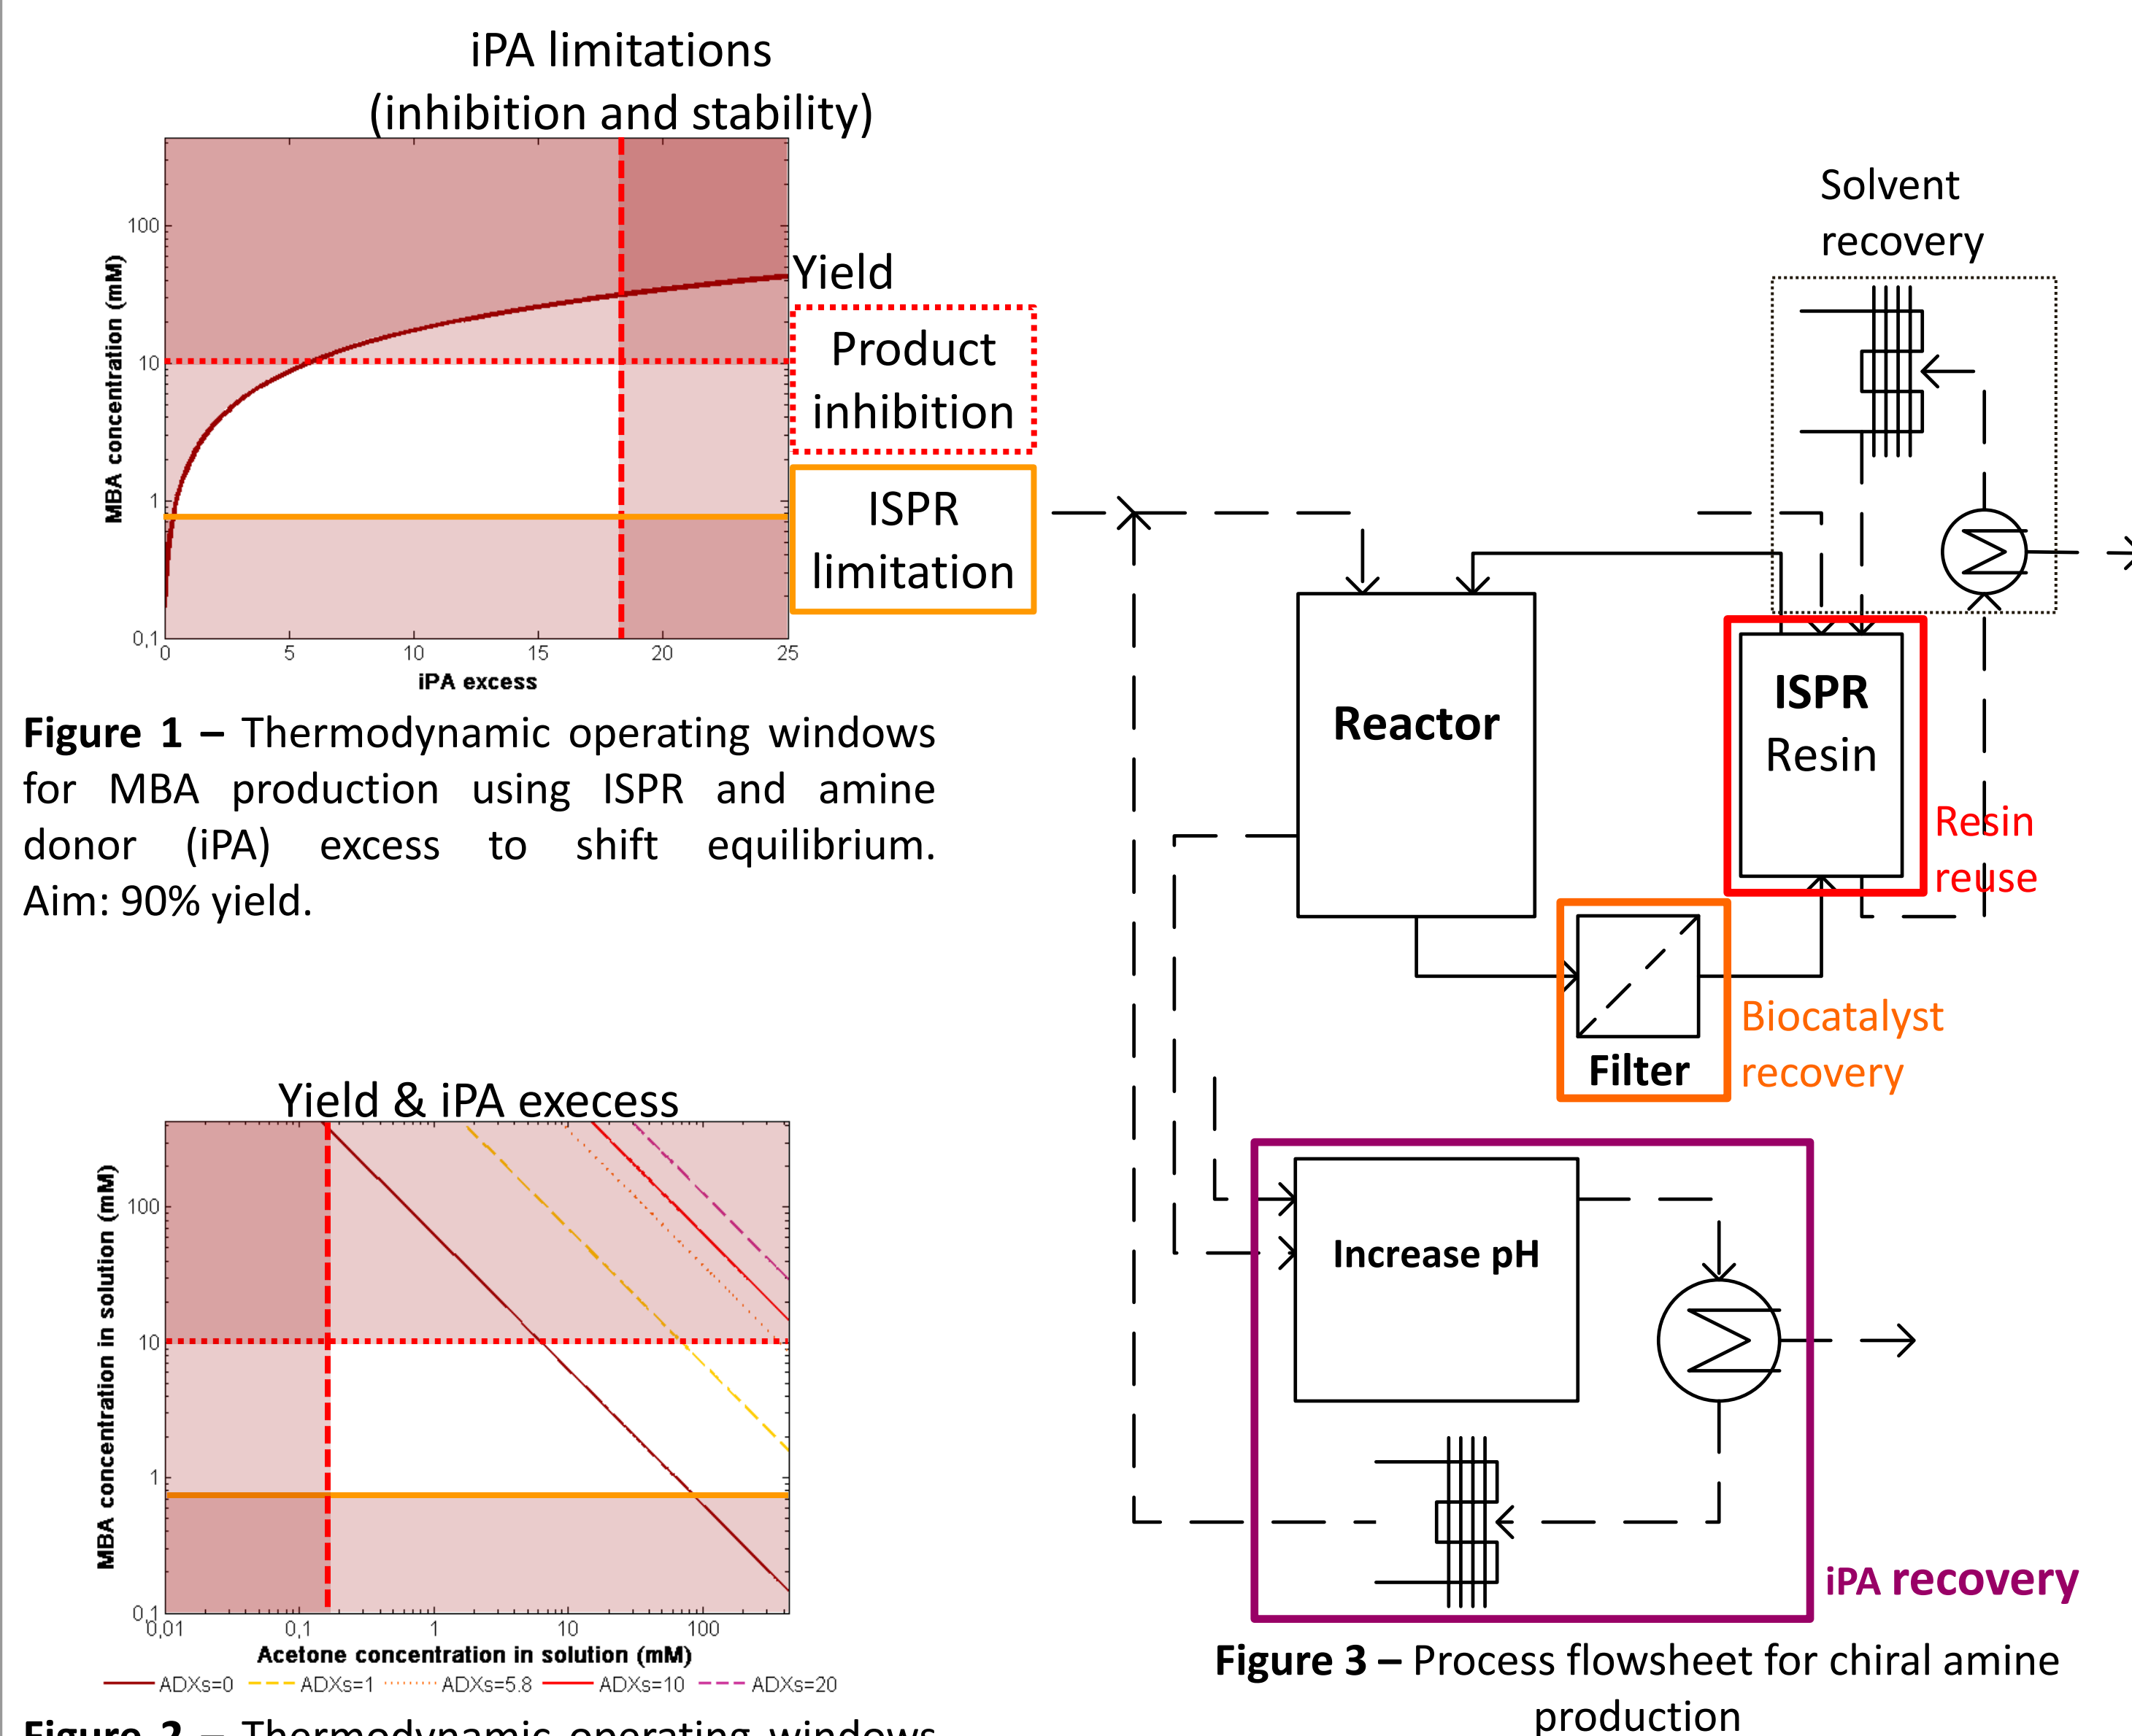 iPA limitations
(inhibition and stability)
100
10
1
0,1
0
5
10
15
20
25
MBA concentration (mM)
iPA excess
Yield
Product
inhibition
ISPR
limitation
Figure 1 – Thermodynamic operating windows
for MBA production using ISPR and amine
donor (iPA) excess to shift equilibrium.
Aim: 90% yield.
Yield & iPA execess
100
10
1
0,1
0,01
0,1
1
10
100
MBA concentration in solution (mM)
Acetone concentration in solution (mM)
ADXs=0
ADXs=1
ADXs=5.8
ADXs=10
ADXs=20
Figure 2 – Thermodynamic operating windows
Solvent
recovery
Reactor
ISPR
Resin
Resin
reuse
Filter
Biocatalyst
recovery
Increase pH
iPA recovery
Figure 3 – Process flowsheet for chiral amine
production